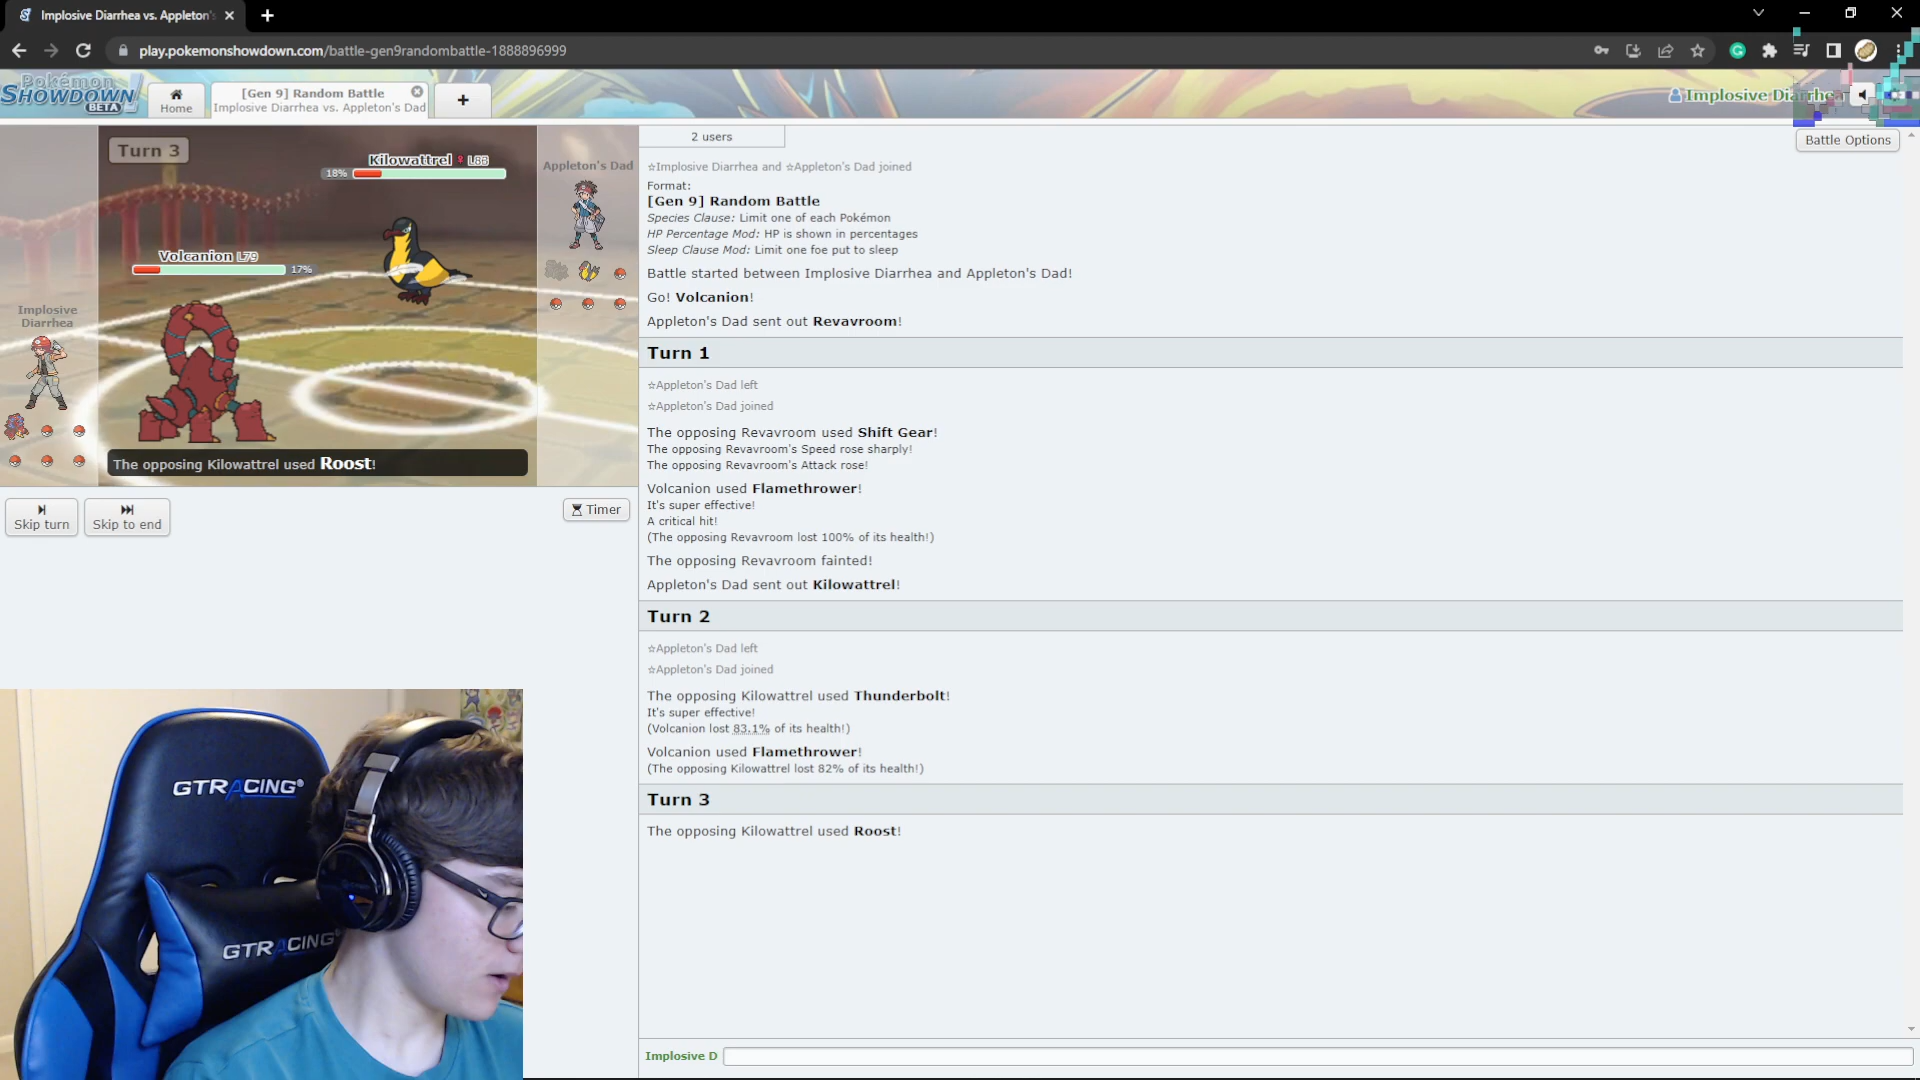 Implosive Diarrhea vs. Appleton's
play.pokemonshowdown.com/battle-gen9randombattle-1888896999
Pokémon
SHOWDOWN
BETA
Home
[Gen 9] Random Battle
Implosive Diarrhea vs. Appleton's Dad
+
Implosive Diarrhea
Battle Options
Turn 3
Kilowattrel ♀ L83
18%
Volcanion L79
17%
Appleton's Dad
Implosive
Diarrhea
The opposing Kilowattrel used Roost!
Skip turn
Skip to end
Timer
2 users
☆Implosive Diarrhea and ☆Appleton's Dad joined
Format:
[Gen 9] Random Battle
Species Clause: Limit one of each Pokémon
HP Percentage Mod: HP is shown in percentages
Sleep Clause Mod: Limit one foe put to sleep
Battle started between Implosive Diarrhea and Appleton's Dad!
Go! Volcanion!
Appleton's Dad sent out Revavroom!
Turn 1
☆Appleton's Dad left
☆Appleton's Dad joined
The opposing Revavroom used Shift Gear!
The opposing Revavroom's Speed rose sharply!
The opposing Revavroom's Attack rose!
Volcanion used Flamethrower!
It's super effective!
A critical hit!
(The opposing Revavroom lost 100% of its health!)
The opposing Revavroom fainted!
Appleton's Dad sent out Kilowattrel!
Turn 2
☆Appleton's Dad left
☆Appleton's Dad joined
The opposing Kilowattrel used Thunderbolt!
It's super effective!
(Volcanion lost 83.1% of its health!)
Volcanion used Flamethrower!
(The opposing Kilowattrel lost 82% of its health!)
Turn 3
The opposing Kilowattrel used Roost!
Implosive D
GTRACING®
GTRACING